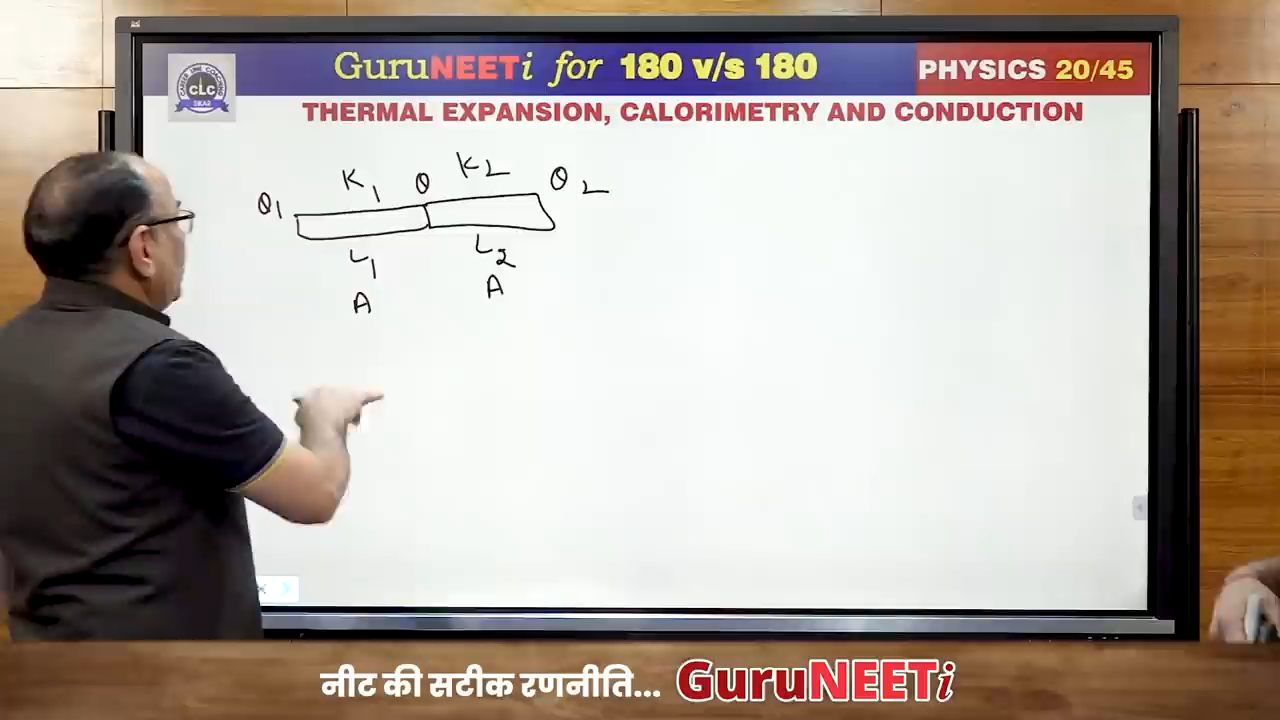 GuruNEETi for 180 v/s 180
PHYSICS 20/45
CLC
SIKAR
THERMAL EXPANSION, CALORIMETRY AND CONDUCTION
θ1 K1 θ K2 θ2
L1 L2
A A
नीट की सटीक रणनीति... GuruNEETi